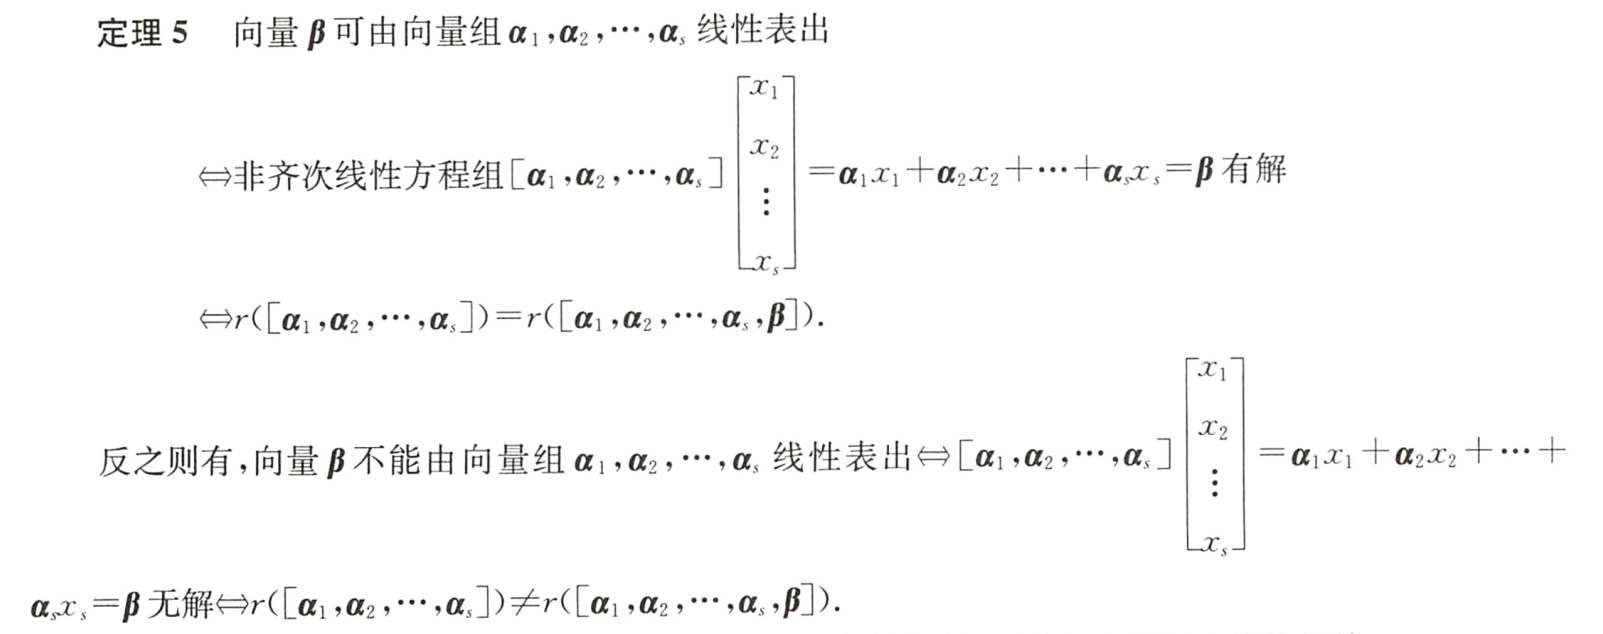 定理 5 向量 β 可由向量组 α₁,α₂,⋯,αₛ 线性表出
⇔非齐次线性方程组[α₁,α₂,⋯,αₛ][x₁ x₂ ⋮ xₛ]=α₁x₁+α₂x₂+⋯+αₛxₛ=β 有解
⇔r([α₁,α₂,⋯,αₛ])=r([α₁,α₂,⋯,αₛ,β]).
反之则有,向量 β 不能由向量组 α₁,α₂,⋯,αₛ 线性表出⇔[α₁,α₂,⋯,αₛ][x₁ x₂ ⋮ xₛ]=α₁x₁+α₂x₂+⋯+
αₛxₛ=β 无解⇔r([α₁,α₂,⋯,αₛ])≠r([α₁,α₂,⋯,αₛ,β]).